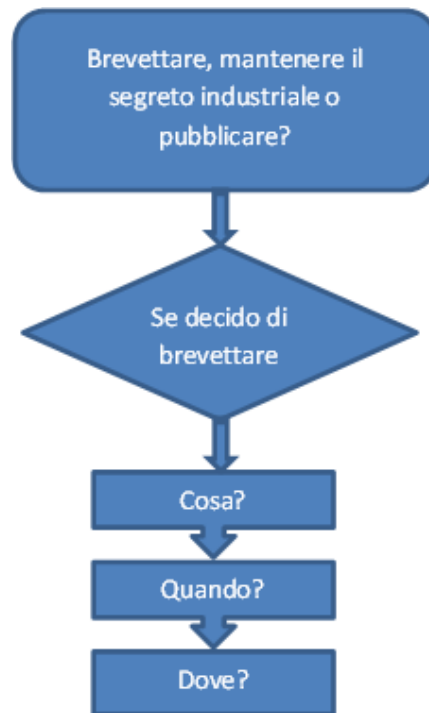 Brevettare, mantenere il
segreto industriale o
pubblicare?
Se decido di
brevettare
Cosa?
Quando?
Dove?